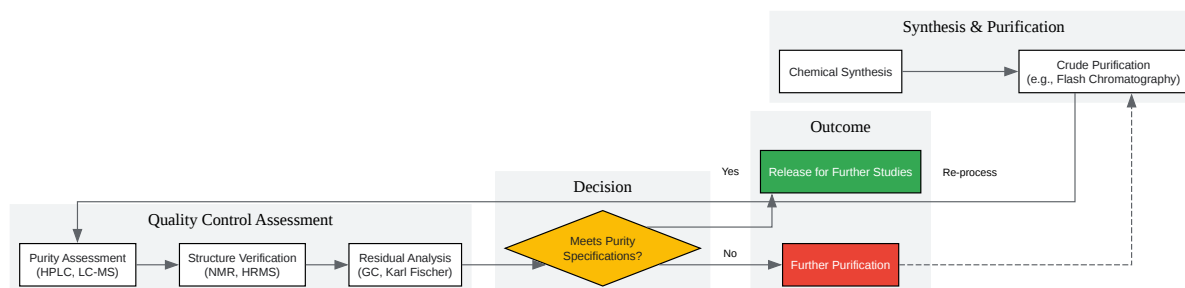 Synthesis & Purification
Chemical Synthesis
Crude Purification
(e.g., Flash Chromatography)
Outcome
Release for Further Studies
Yes
Re-process
Decision
Quality Control Assessment
Purity Assessment
(HPLC, LC-MS)
Structure Verification
(NMR, HRMS)
Residual Analysis
(GC, Karl Fischer)
Meets Purity
Specifications?
No
Further Purification